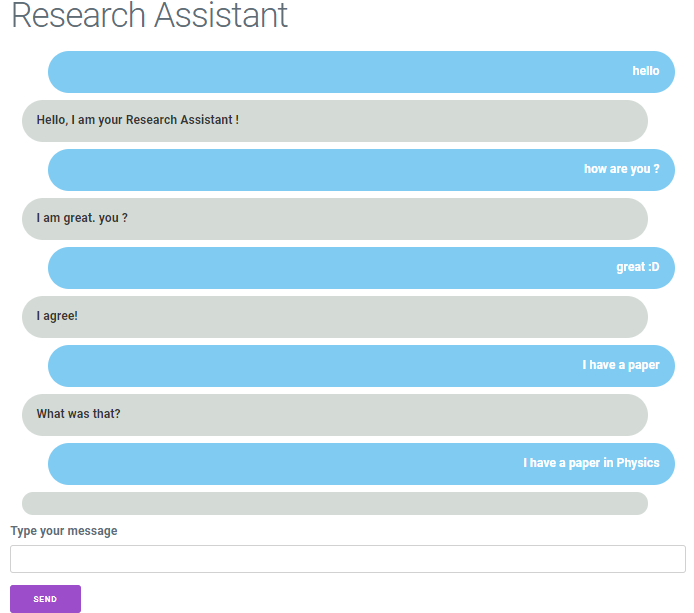 Research Assistant
hello
Hello, I am your Research Assistant !
how are you ?
I am great. you ?
great :D
I agree!
I have a paper
What was that?
I have a paper in Physics
Type your message
SEND